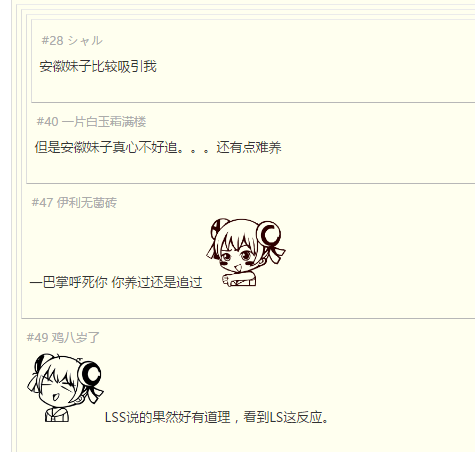 #28 シャル
安徽妹子比较吸引我
#40 一片白玉霜满楼
但是安徽妹子真心不好追。。。还有点难养
#47 伊利无菌砖
一巴掌呼死你 你养过还是追过
#49 鸡八岁了
LSS说的果然好有道理，看到LS这反应。